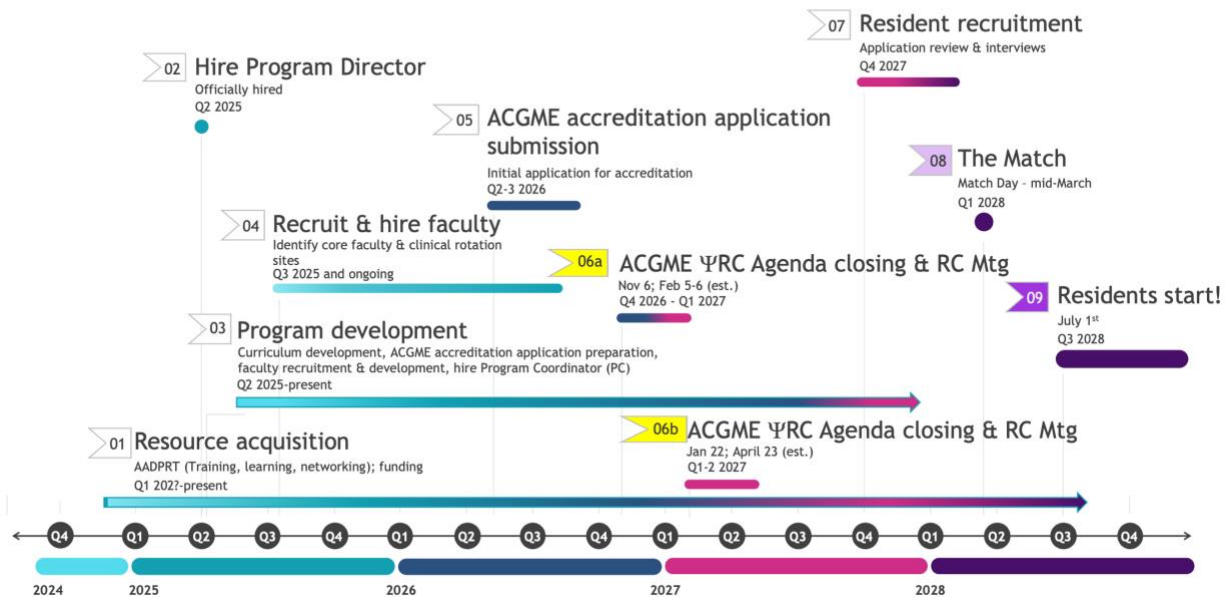 07
Resident recruitment
Application review & interviews
Q4 2027
02
Hire Program Director
Officially hired
Q2 2025
05
ACGME accreditation application
submission
Initial application for accreditation
Q2-3 2026
08
The Match
Match Day – mid-March
Q1 2028
04
Recruit & hire faculty
Identify core faculty & clinical rotation
sites
Q3 2025 and ongoing
06a
ACGME ΨRC Agenda closing & RC Mtg
Nov 6; Feb 5-6 (est.)
Q4 2026 - Q1 2027
09
Residents start!
July 1st
Q3 2028
03
Program development
Curriculum development, ACGME accreditation application preparation,
faculty recruitment & development, hire Program Coordinator (PC)
Q2 2025-present
06b
ACGME ΨRC Agenda closing & RC Mtg
Jan 22; April 23 (est.)
Q1-2 2027
01
Resource acquisition
AADPRT (Training, learning, networking); funding
Q1 202?-present
Q4 Q1 Q2 Q3 Q4 Q1 Q2 Q3 Q4 Q1 Q2 Q3 Q4 Q1 Q2 Q3 Q4
2024 2025 2026 2027 2028